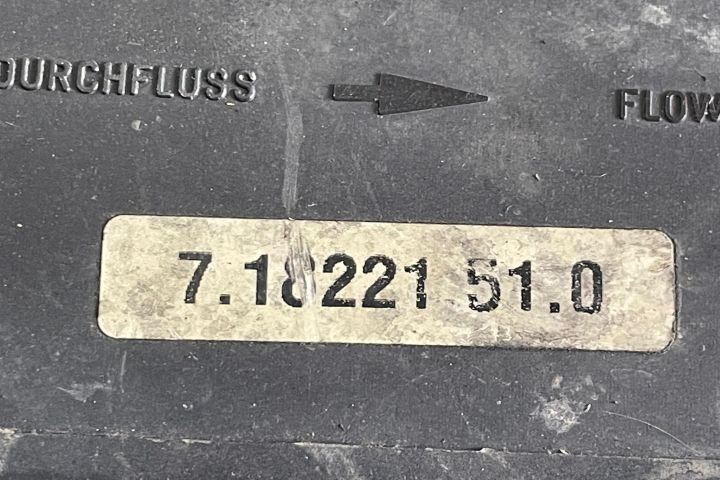 DURCHFLUSS
FLOW
7.18221 51.0